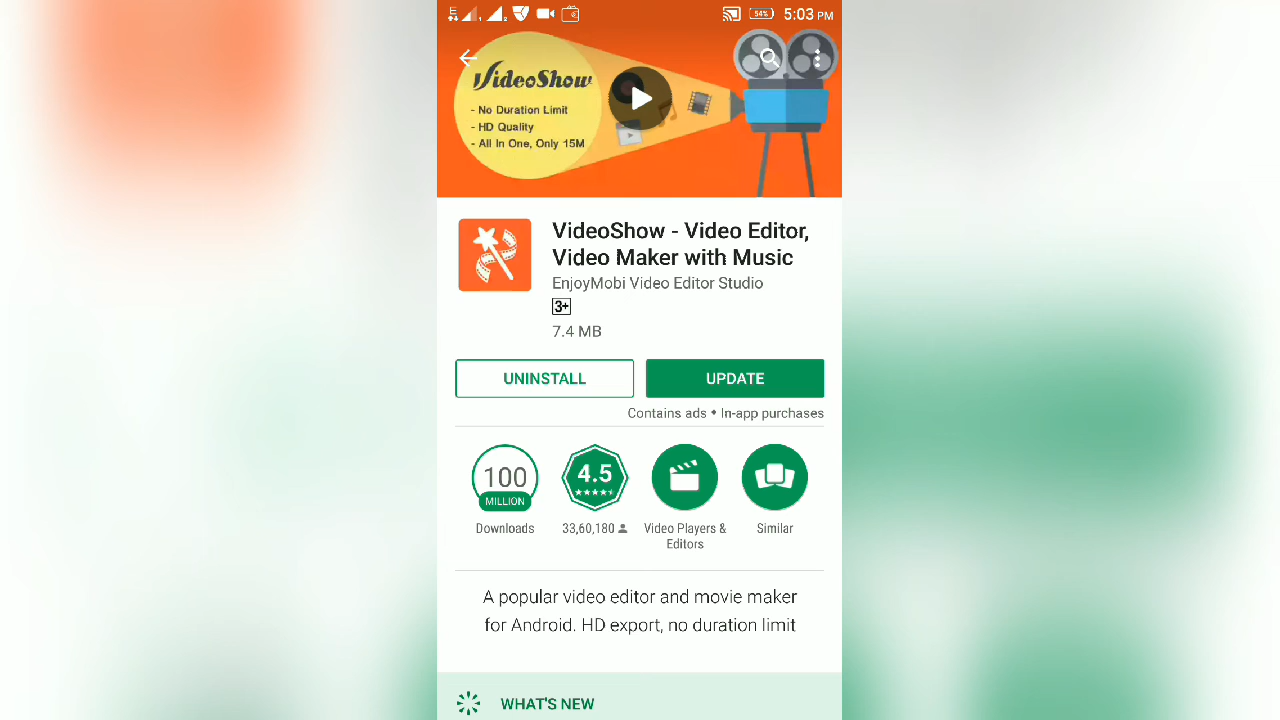 54% 5:03 PM
VideoShow
- No Duration Limit
- HD Quality
- All In One, Only 15M
VideoShow - Video Editor,
Video Maker with Music
EnjoyMobi Video Editor Studio
3+
7.4 MB
UNINSTALL UPDATE
Contains ads • In-app purchases
100
MILLION
Downloads
4.5
33,60,180
Video Players &
Editors
Similar
A popular video editor and movie maker
for Android. HD export, no duration limit
WHAT'S NEW